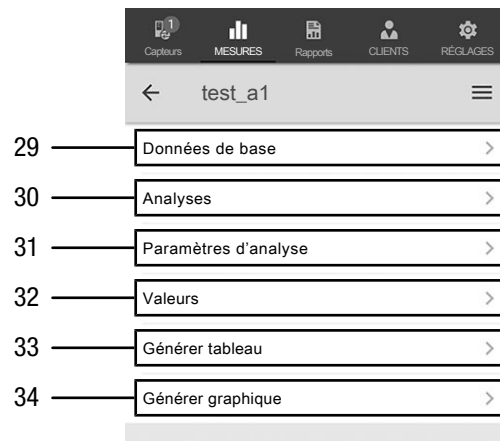 1
Capteurs MESURES Rapports CLIENTS RÉGLAGES
test_a1
29 Données de base
30 Analyses
31 Paramètres d'analyse
32 Valeurs
33 Générer tableau
34 Générer graphique